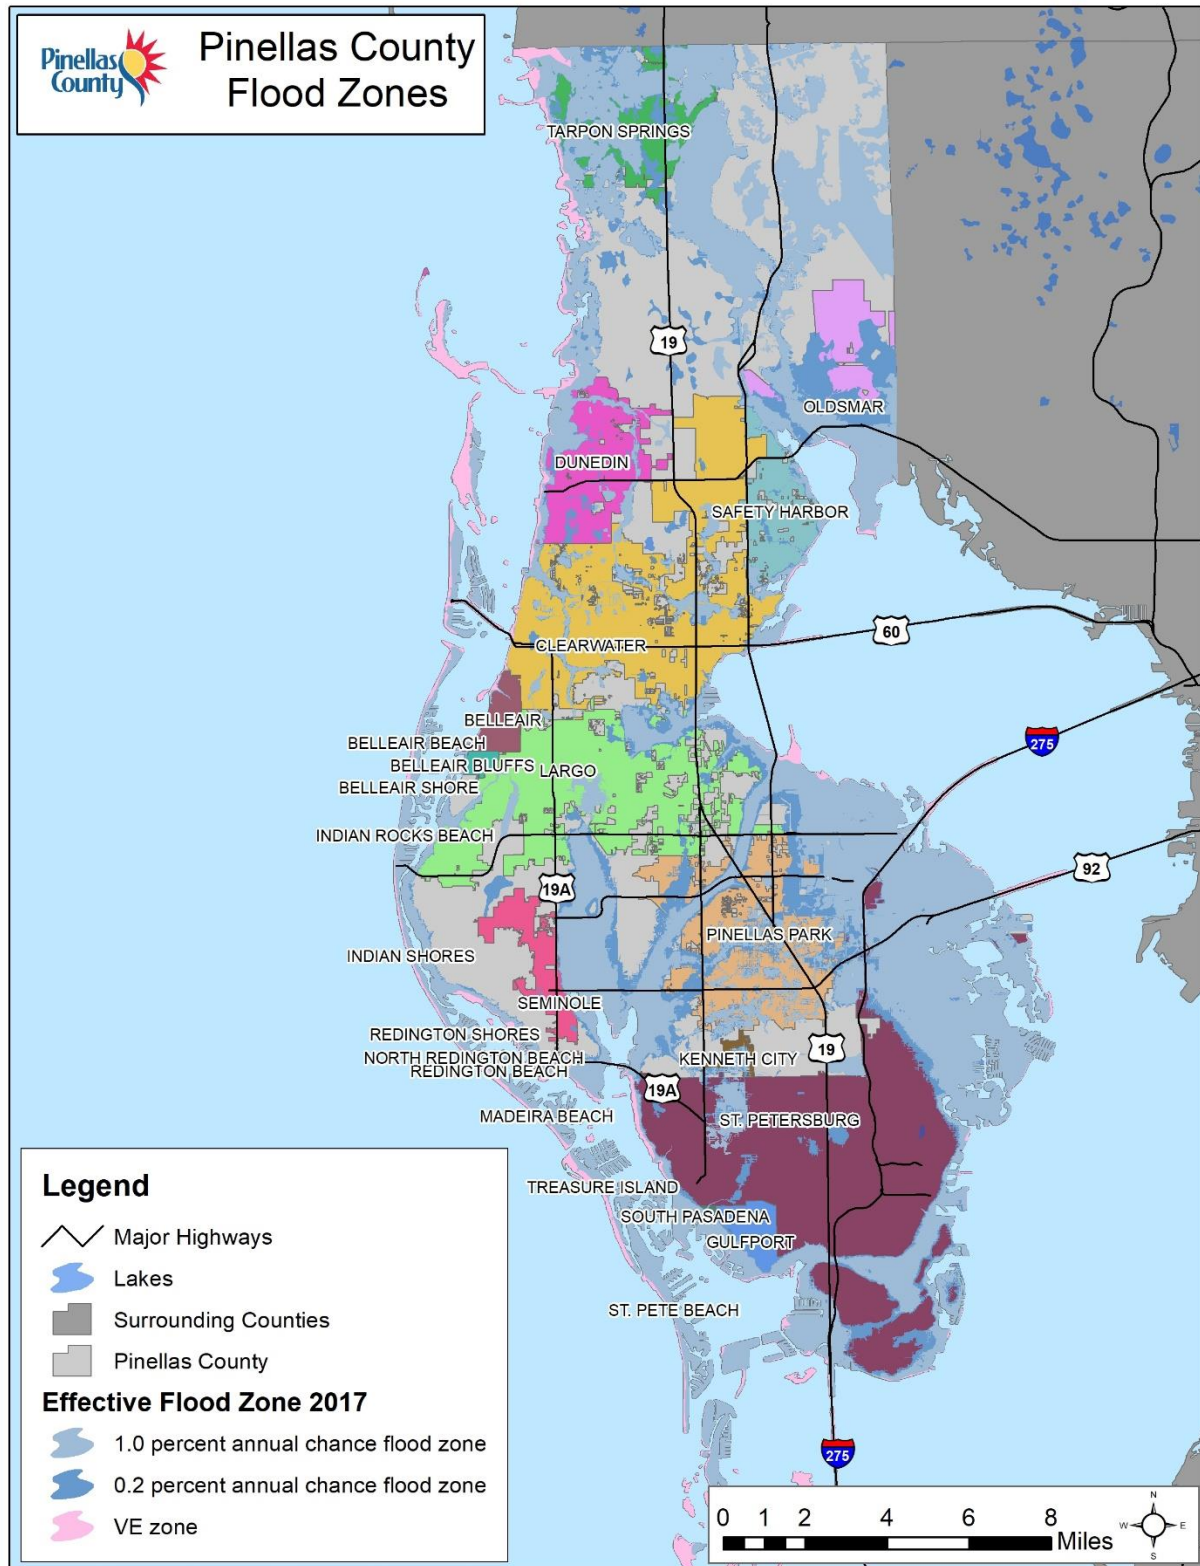 Pinellas
County
Pinellas County
Flood Zones
TARPON SPRINGS
19
OLDSMAR
DUNEDIN
SAFETY HARBOR
60
CLEARWATER
BELLEAIR
BELLEAIR BEACH
275
BELLEAIR BLUFFS
LARGO
BELLEAIR SHORE
INDIAN ROCKS BEACH
92
19A
PINELLAS PARK
INDIAN SHORES
SEMINOLE
REDINGTON SHORES
19
NORTH REDINGTON BEACH
KENNETH CITY
REDINGTON BEACH
19A
MADEIRA BEACH
ST. PETERSBURG
TREASURE ISLAND
SOUTH PASADENA
GULFPORT
ST. PETE BEACH
275
Legend
Major Highways
Lakes
Surrounding Counties
Pinellas County
Effective Flood Zone 2017
1.0 percent annual chance flood zone
0.2 percent annual chance flood zone
VE zone
0 1 2 4 6 8
Miles
N
W E
S